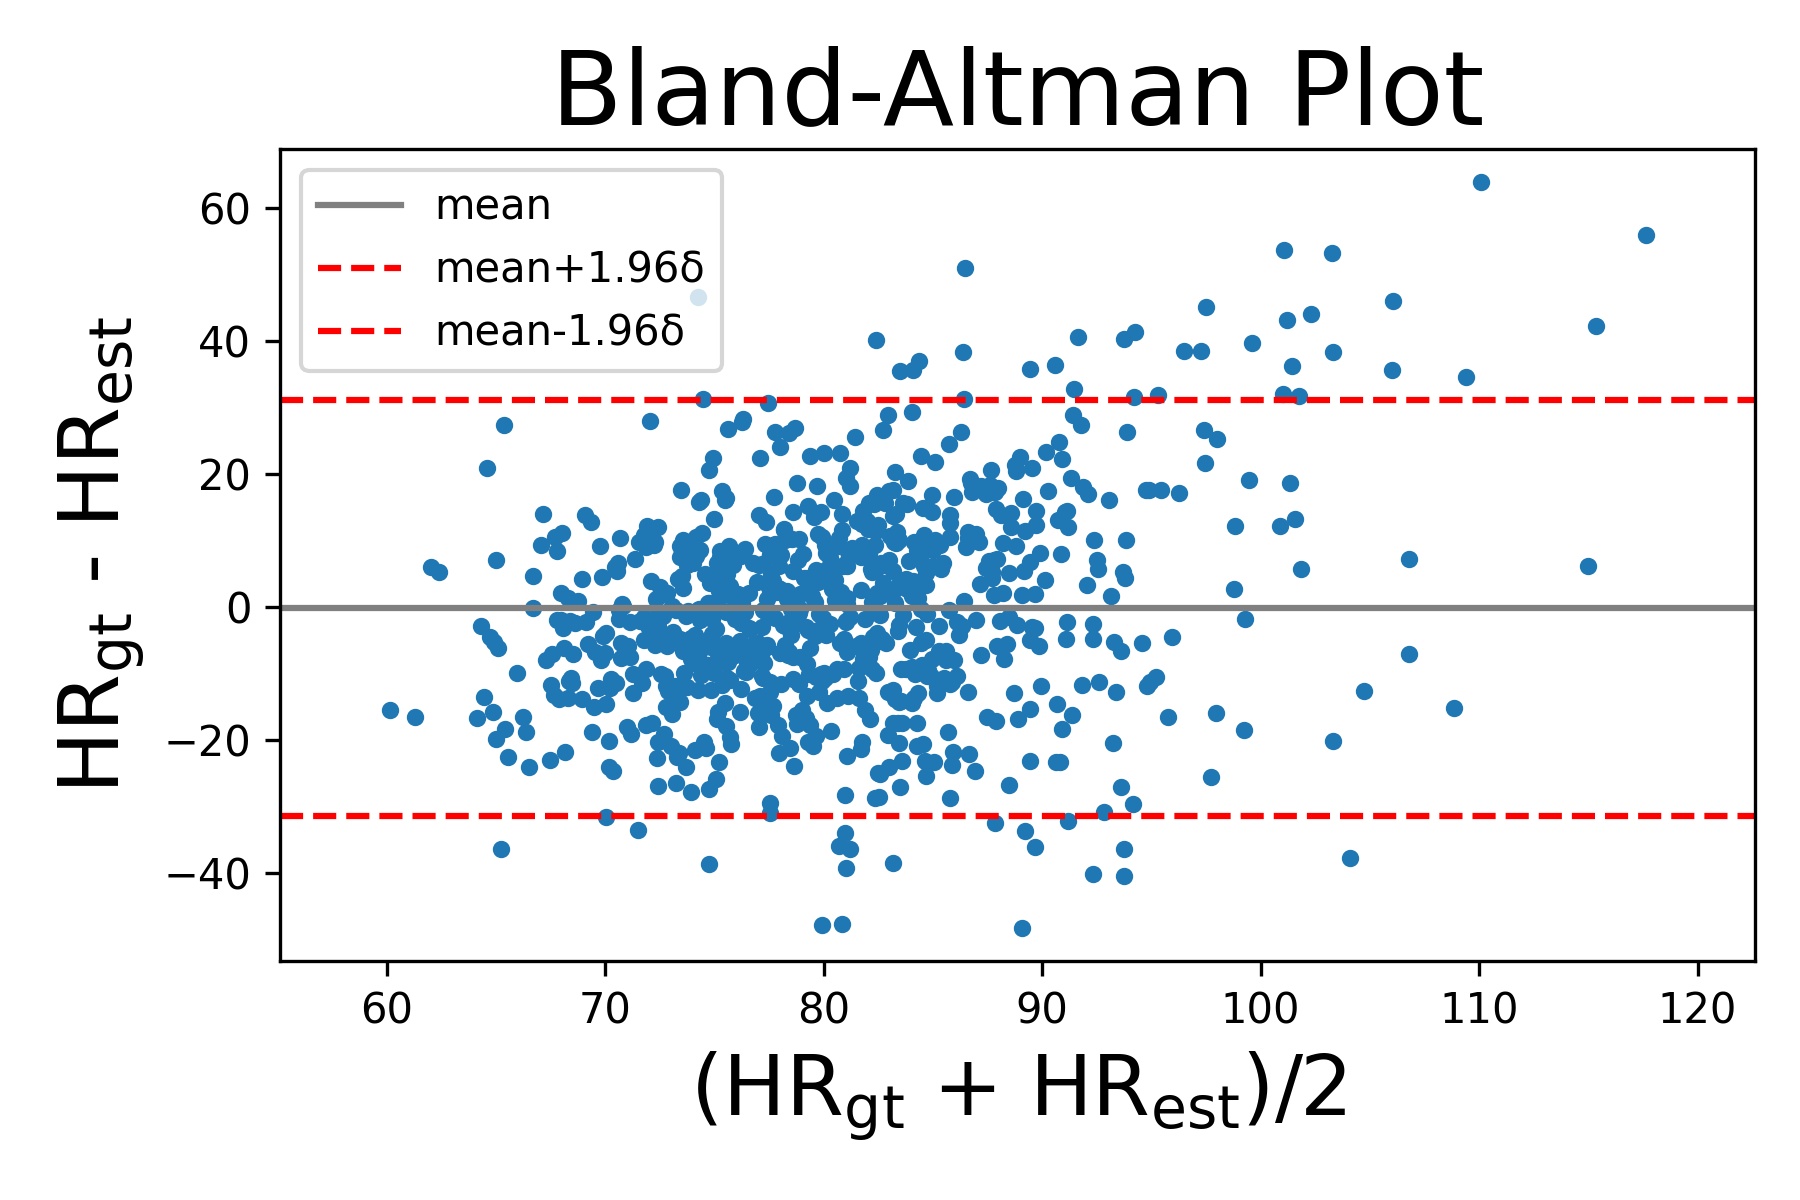 Bland-Altman Plot
mean
mean+1.96δ
mean-1.96δ
60
40
20
0
−20
−40
HRgt - HRest
60 70 80 90 100 110 120
(HRgt + HRest)/2